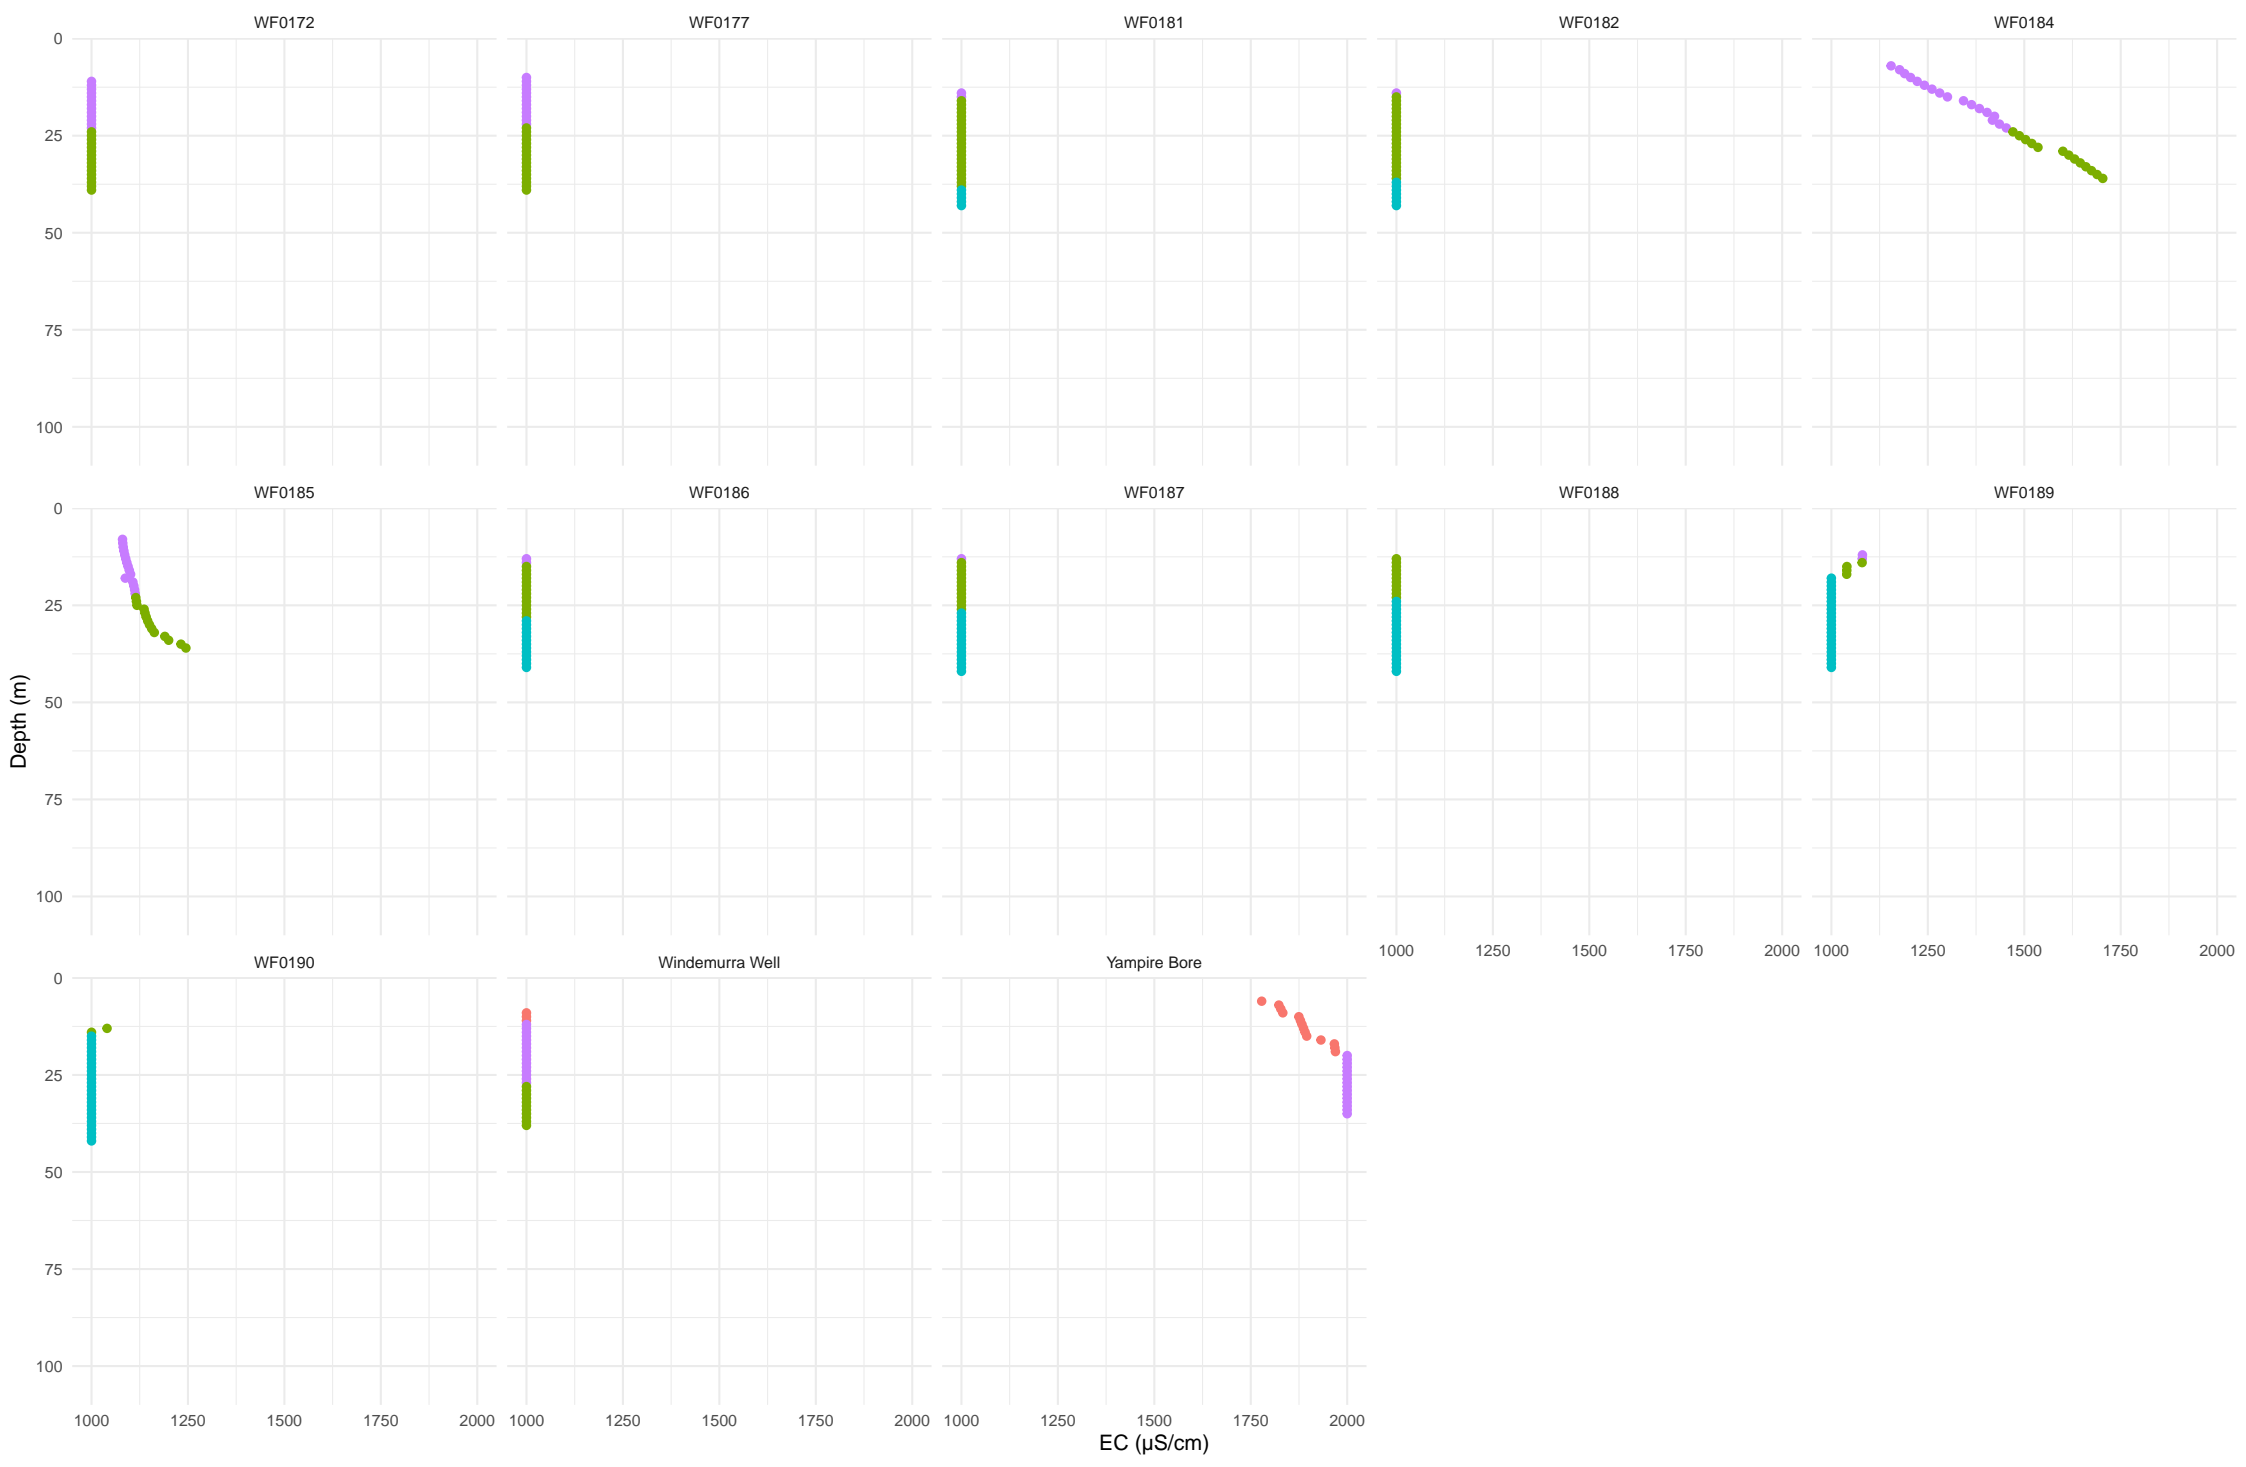 WF0172 WF0177 WF0181 WF0182 WF0184
0
25
50
75
100
WF0185 WF0186 WF0187 WF0188 WF0189
0
25
50
75
100
Depth (m)
1000 1250 1500 1750 2000 1000 1250 1500 1750 2000
WF0190 Windemurra Well Yampire Bore
0
25
50
75
100
1000 1250 1500 1750 2000 1000 1250 1500 1750 2000 1000 1250 1500 1750 2000
EC (µS/cm)